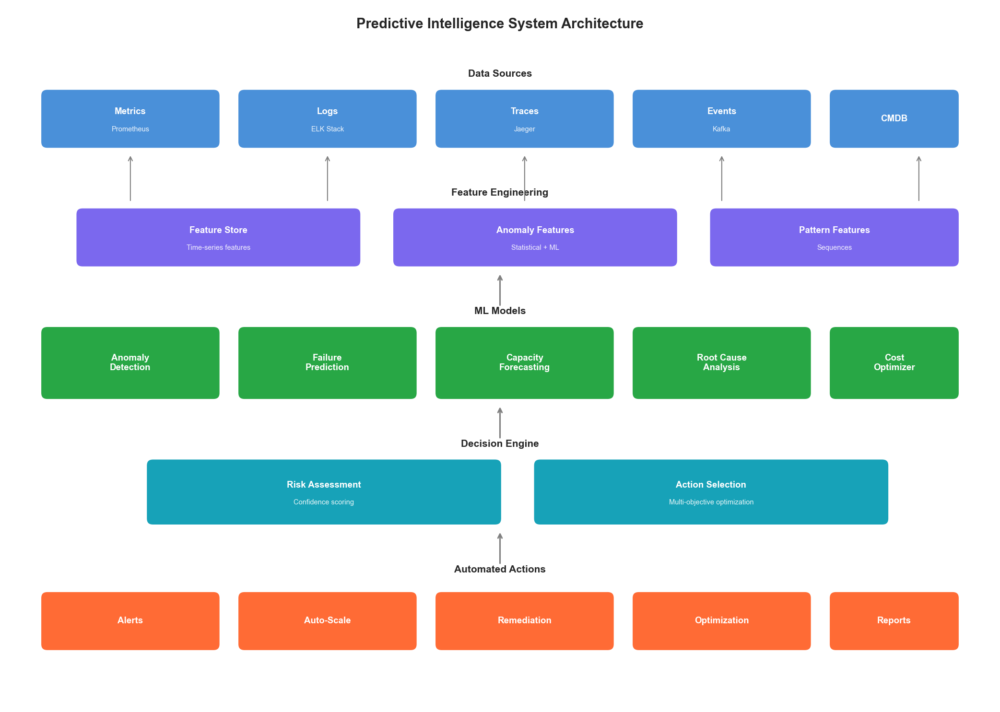 Predictive Intelligence System Architecture
Data Sources
Metrics
Prometheus
Logs
ELK Stack
Traces
Jaeger
Events
Kafka
CMDB
Feature Engineering
Feature Store
Time-series features
Anomaly Features
Statistical + ML
Pattern Features
Sequences
ML Models
Anomaly
Detection
Failure
Prediction
Capacity
Forecasting
Root Cause
Analysis
Cost
Optimizer
Decision Engine
Risk Assessment
Confidence scoring
Action Selection
Multi-objective optimization
Automated Actions
Alerts
Auto-Scale
Remediation
Optimization
Reports